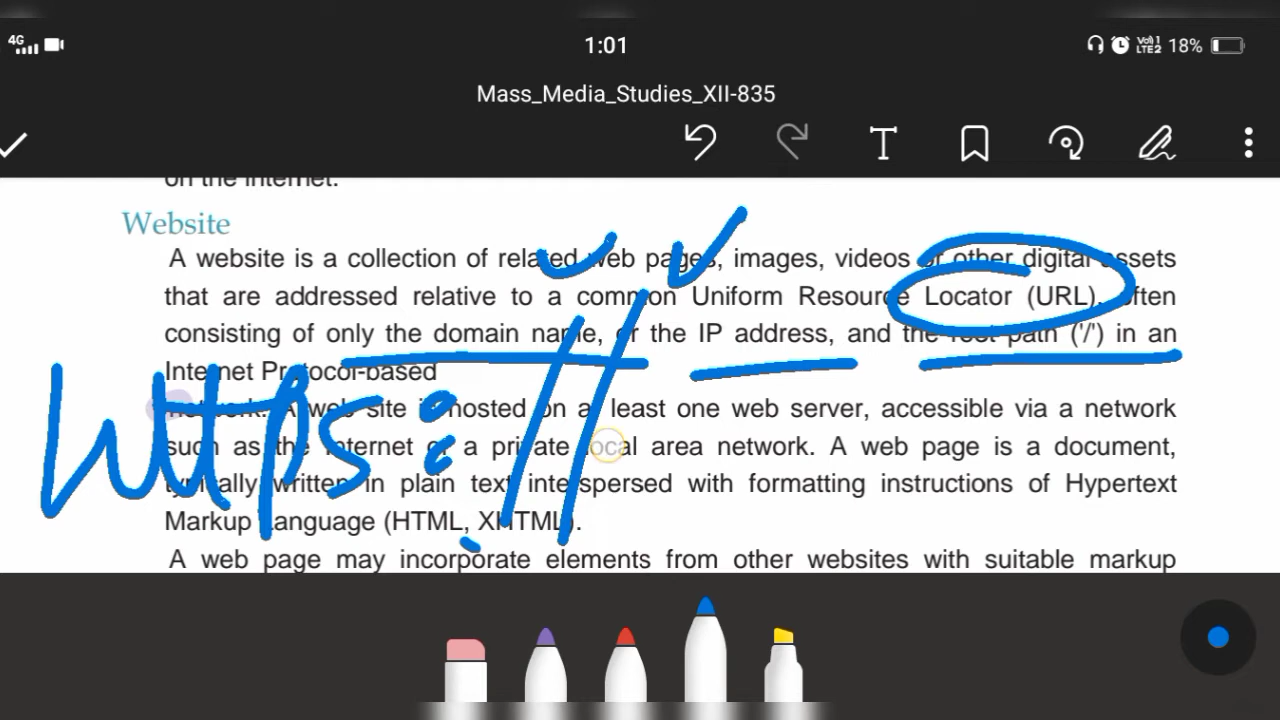 4G 1:01 Vo)) 1 LTE2 18%
Mass_Media_Studies_XII-835
T
on the internet.
Website
A website is a collection of related web pages, images, videos or other digital assets
that are addressed relative to a common Uniform Resource Locator (URL), often
consisting of only the domain name, or the IP address, and the root path ('/') in an
Internet Protocol-based
network. A web site is hosted on at least one web server, accessible via a network
such as the Internet or a private local area network. A web page is a document,
typically written in plain text interspersed with formatting instructions of Hypertext
Markup Language (HTML, XHTML).
https://
A web page may incorporate elements from other websites with suitable markup